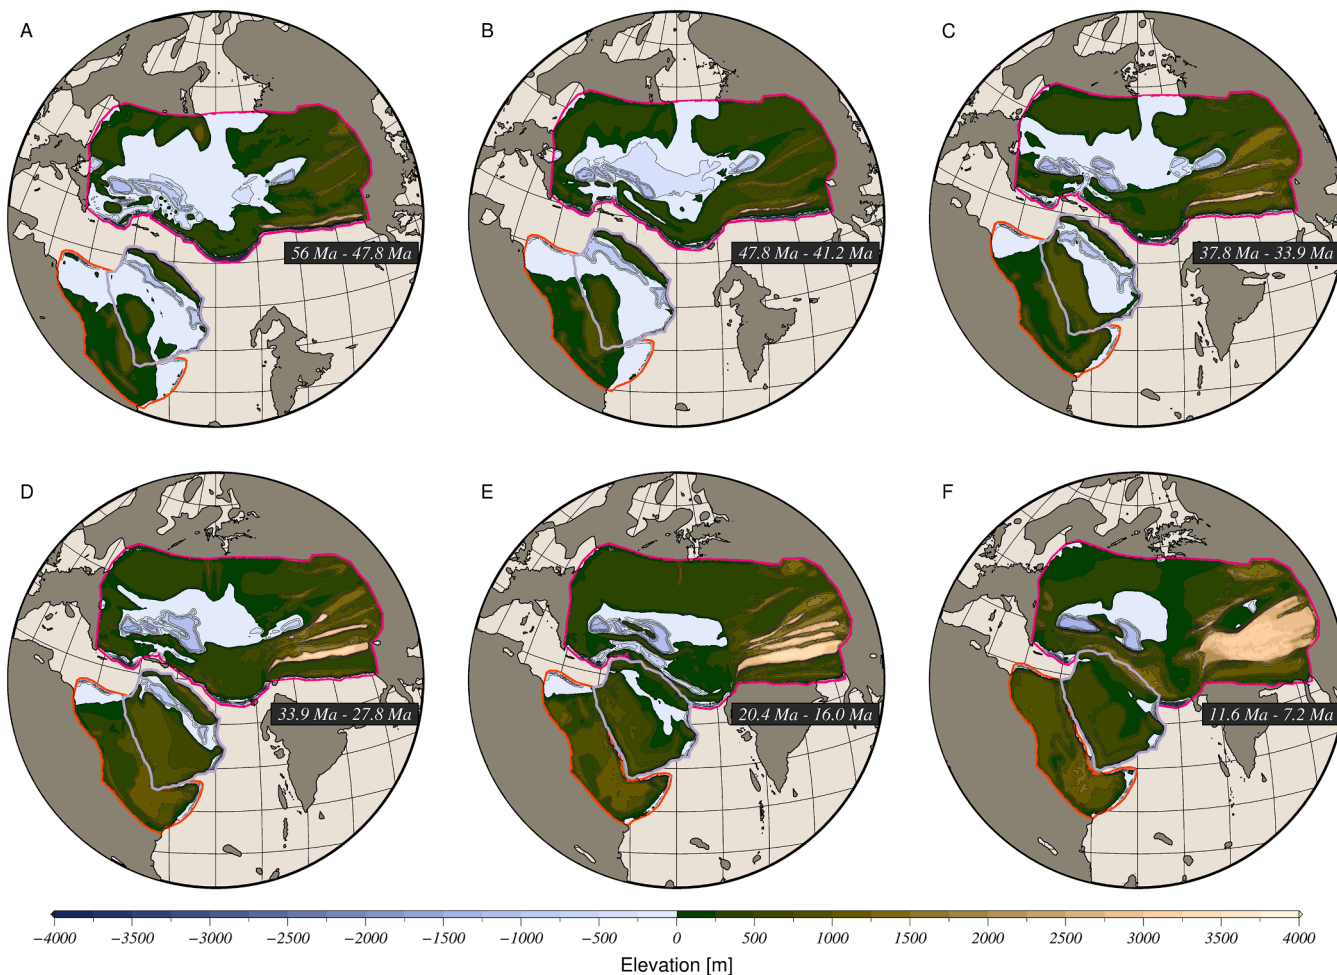 A
B
C
56 Ma - 47.8 Ma
47.8 Ma - 41.2 Ma
37.8 Ma - 33.9 Ma
D
E
F
33.9 Ma - 27.8 Ma
20.4 Ma - 16.0 Ma
11.6 Ma - 7.2 Ma
−4000 −3500 −3000 −2500 −2000 −1500 −1000 −500 0 500 1000 1500 2000 2500 3000 3500 4000
Elevation [m]